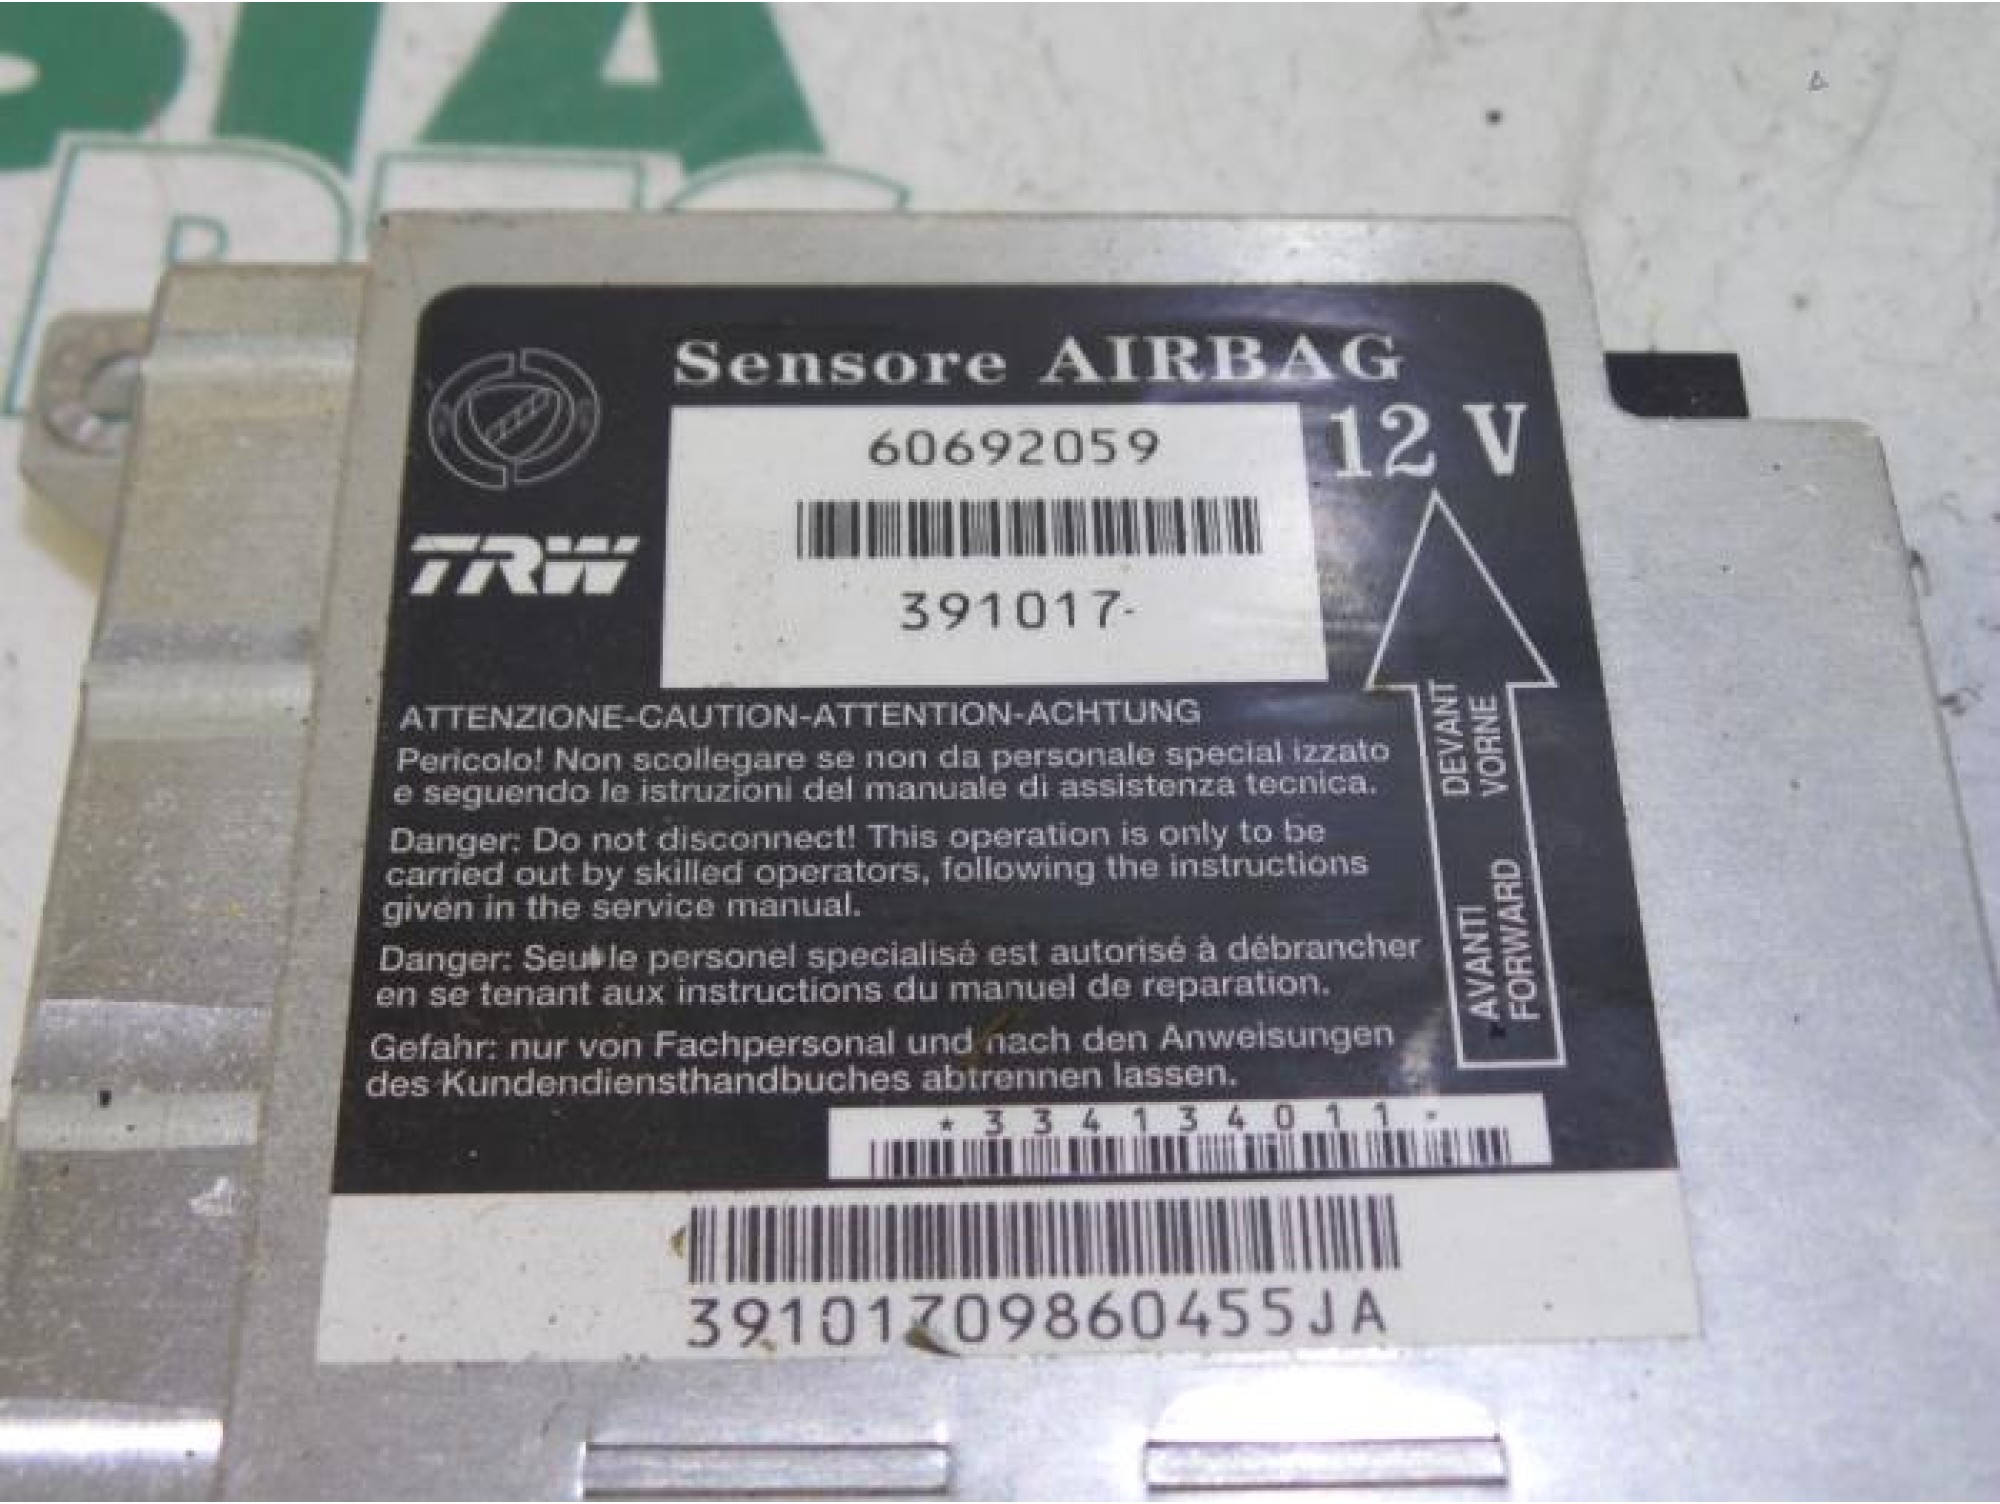 Sensore AIRBAG
60692059
12 V
TRW
391017-
ATTENZIONE-CAUTION-ATTENTION-ACHTUNG
Pericolo! Non scollegare se non da personale special izzato
e seguendo le istruzioni del manuale di assistenza tecnica.
Danger: Do not disconnect! This operation is only to be
carried out by skilled operators, following the instructions
given in the service manual.
Danger: Seul le personel specialisé est autorisé à débrancher
en se tenant aux instructions du manuel de reparation.
Gefahr: nur von Fachpersonal und nach den Anweisungen
des Kundendiensthandbuches abtrennen lassen.
AVANTI DEVANT
FORWARD VORNE
*334134011*
39101709860455JA